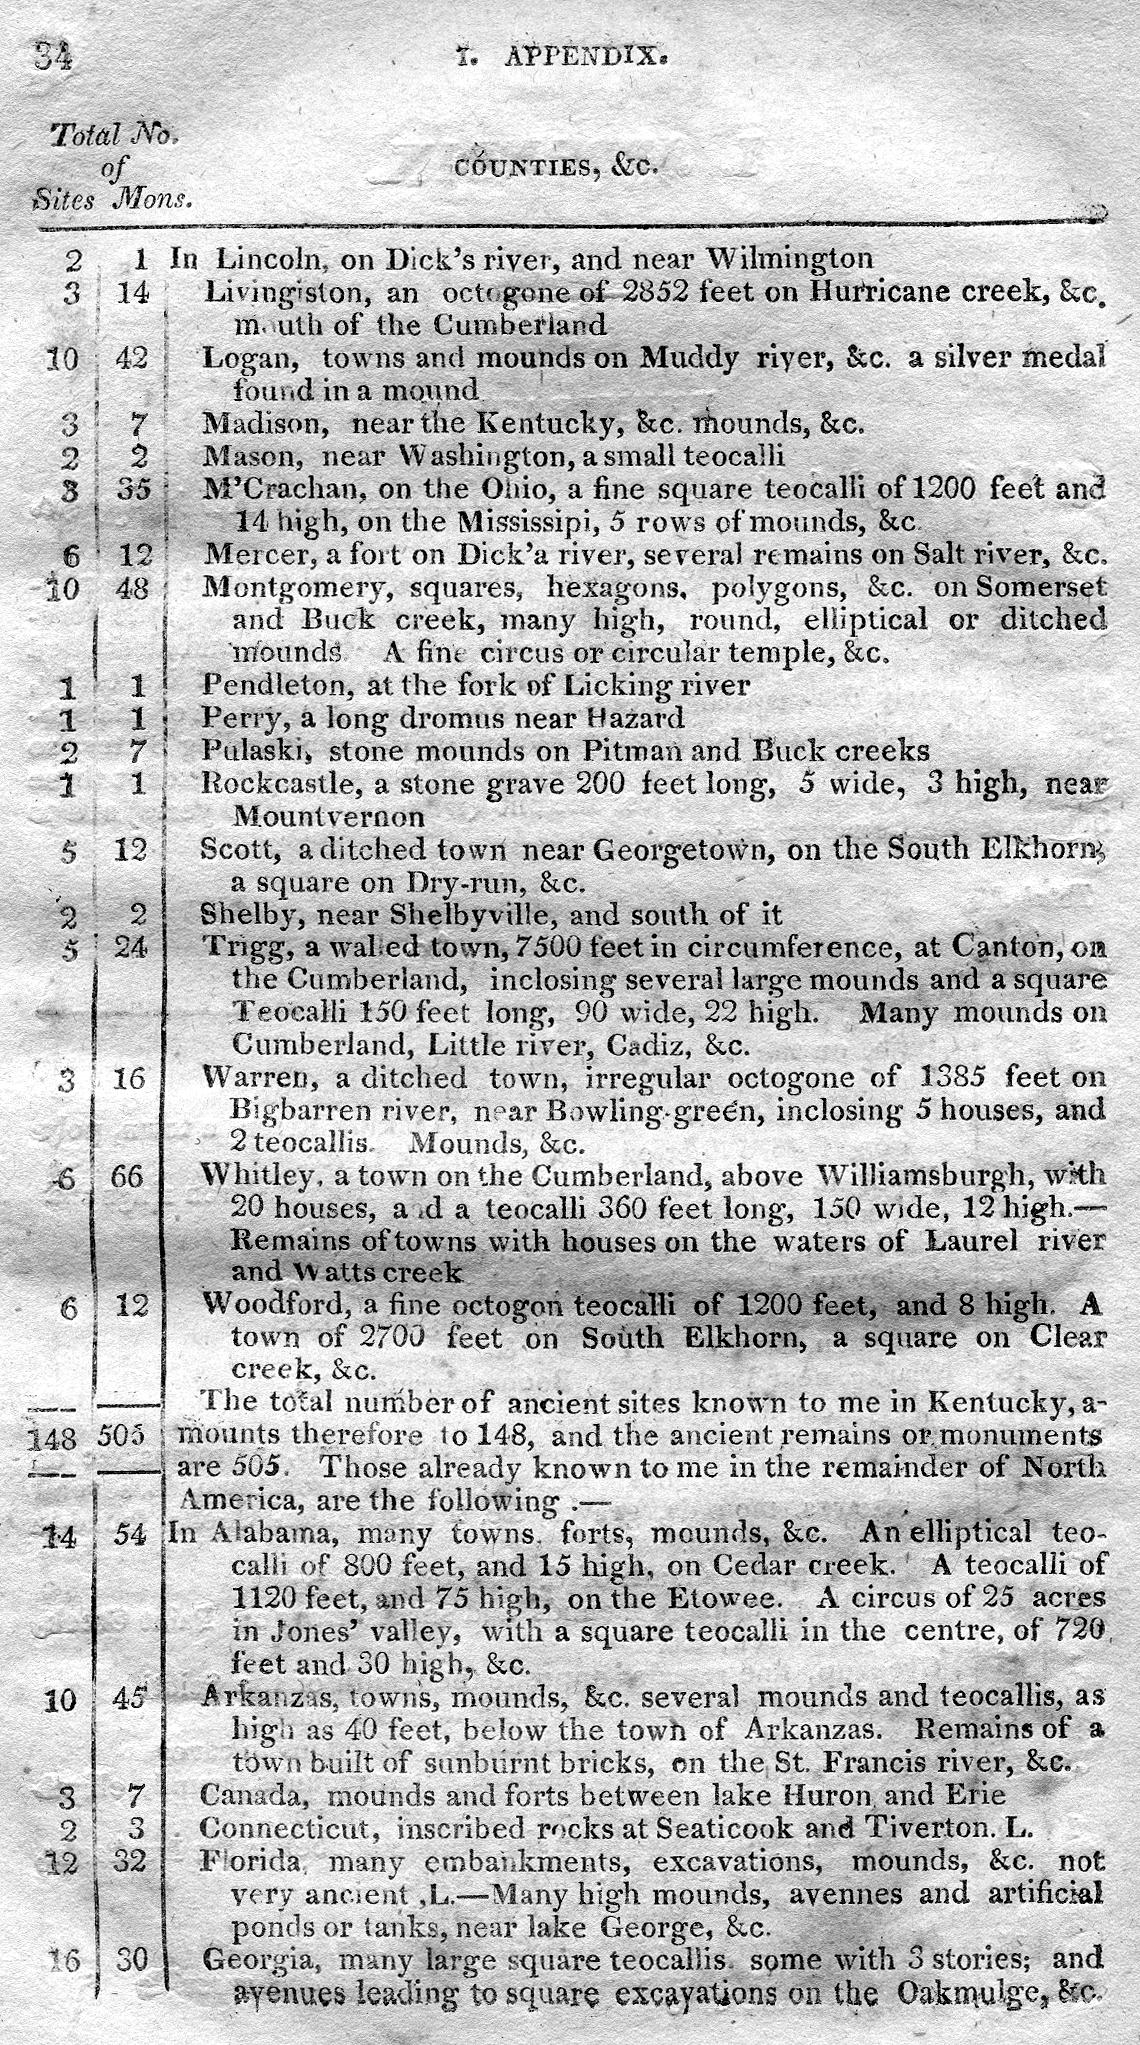 34 1. APPENDIX.
Total No.
of COUNTIES, &c.
Sites Mons.
2 1 In Lincoln, on Dick's river, and near Wilmington
3 14 Livingiston, an octogone of 2852 feet on Hurricane creek, &c.
mouth of the Cumberland
10 42 Logan, towns and mounds on Muddy river, &c. a silver medal
found in a mound
3 7 Madison, near the Kentucky, &c. mounds, &c.
2 2 Mason, near Washington, a small teocalli
3 35 M'Crachan, on the Ohio, a fine square teocalli of 1200 feet and
14 high, on the Mississipi, 5 rows of mounds, &c.
6 12 Mercer, a fort on Dick'a river, several remains on Salt river, &c.
10 48 Montgomery, squares, hexagons, polygons, &c. on Somerset
and Buck creek, many high, round, elliptical or ditched
mounds. A fine circus or circular temple, &c.
1 1 Pendleton, at the fork of Licking river
1 1 Perry, a long dromus near Hazard
2 7 Pulaski, stone mounds on Pitman and Buck creeks
1 1 Rockcastle, a stone grave 200 feet long, 5 wide, 3 high, near
Mountvernon
5 12 Scott, a ditched town near Georgetown, on the South Elkhorn,
a square on Dry-run, &c.
2 2 Shelby, near Shelbyville, and south of it
5 24 Trigg, a walled town, 7500 feet in circumference, at Canton, on
the Cumberland, inclosing several large mounds and a square
Teocalli 150 feet long, 90 wide, 22 high. Many mounds on
Cumberland, Little river, Cadiz, &c.
3 16 Warren, a ditched town, irregular octogone of 1385 feet on
Bigbarren river, near Bowling-green, inclosing 5 houses, and
2 teocallis. Mounds, &c.
6 66 Whitley, a town on the Cumberland, above Williamsburgh, with
20 houses, and a teocalli 360 feet long, 150 wide, 12 high.—
Remains of towns with houses on the waters of Laurel river
and Watts creek
6 12 Woodford, a fine octogon teocalli of 1200 feet, and 8 high. A
town of 2700 feet on South Elkhorn, a square on Clear
creek, &c.
The total number of ancient sites known to me in Kentucky, a-
148 505 mounts therefore to 148, and the ancient remains or monuments
are 505. Those already known to me in the remainder of North
America, are the following .—
14 54 In Alabama, many towns, forts, mounds, &c. An elliptical teo-
calli of 800 feet, and 15 high, on Cedar creek. A teocalli of
1120 feet, and 75 high, on the Etowee. A circus of 25 acres
in Jones' valley, with a square teocalli in the centre, of 720
feet and 30 high, &c.
10 45 Arkanzas, towns, mounds, &c. several mounds and teocallis, as
high as 40 feet, below the town of Arkanzas. Remains of a
town built of sunburnt bricks, on the St. Francis river, &c.
3 7 Canada, mounds and forts between lake Huron and Erie
2 3 Connecticut, inscribed rocks at Seaticook and Tiverton. L.
12 32 Florida, many embankments, excavations, mounds, &c. not
very ancient ,L.—Many high mounds, avennes and artificial
ponds or tanks, near lake George, &c.
16 30 Georgia, many large square teocallis. some with 3 stories; and
avenues leading to square excavations on the Oakmulge, &c.